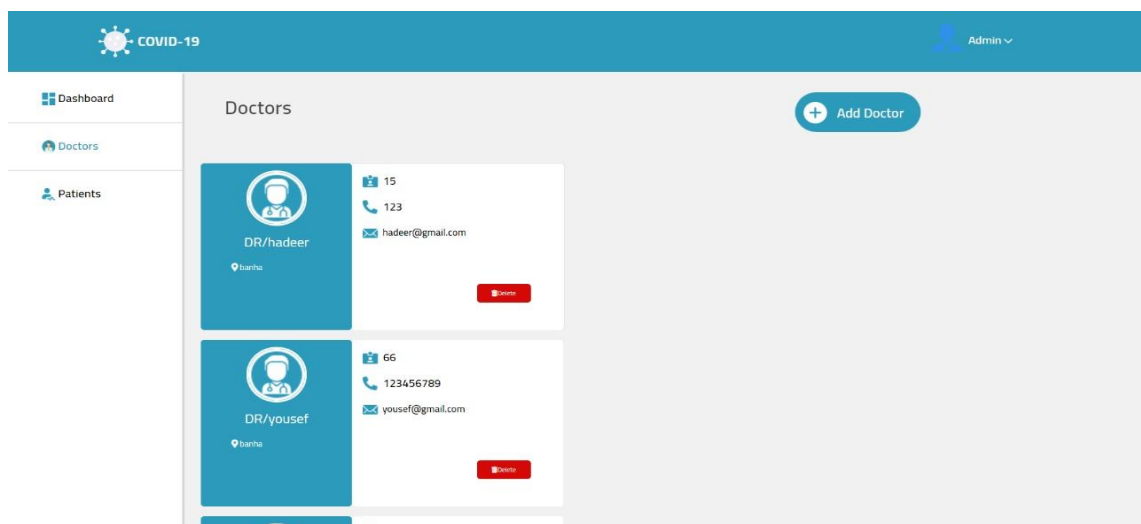 COVID-19
Admin
Dashboard
Doctors
Patients
Doctors
Add Doctor
DR/hadeer
banha
15
123
hadeer@gmail.com
Delete
DR/yousef
banha
66
123456789
yousef@gmail.com
Delete